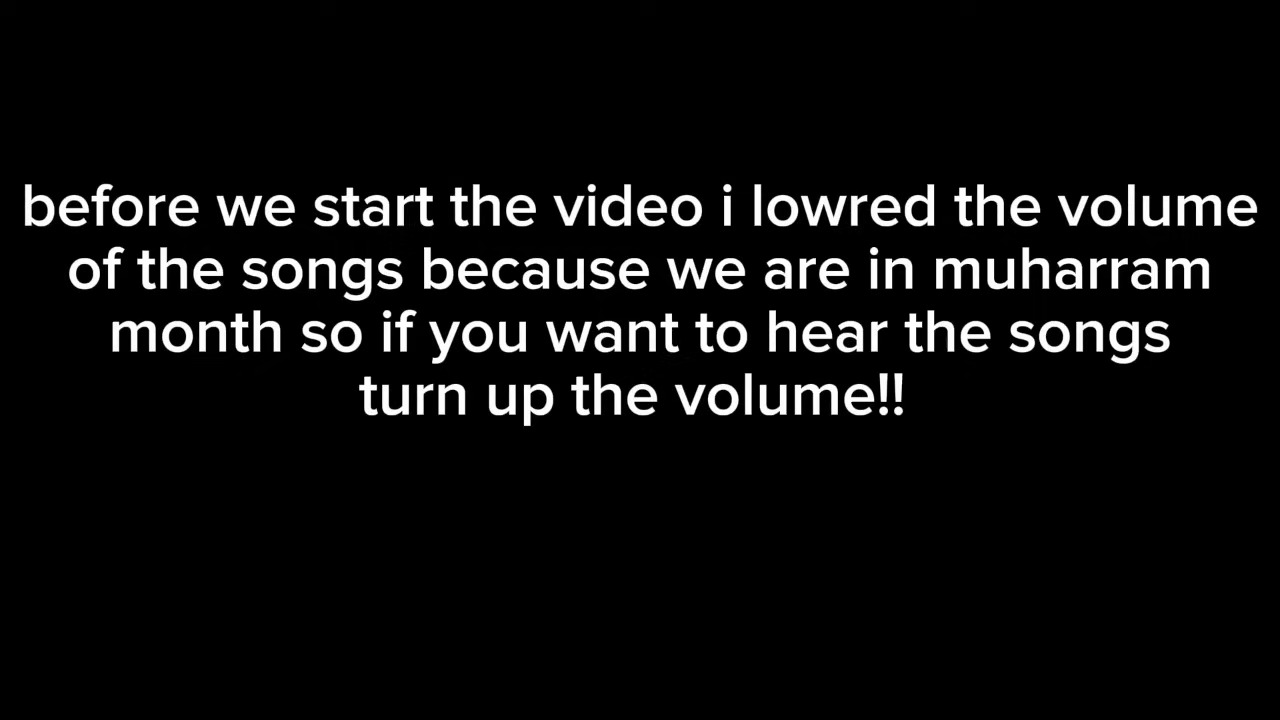 before we start the video i lowred the volume
of the songs because we are in muharram
month so if you want to hear the songs
turn up the volume!!